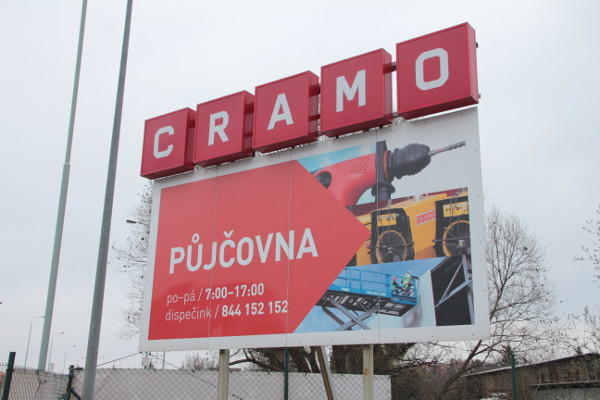 CRAMO
PŮJČOVNA
po–pá / 7:00–17:00
dispečink / 844 152 152